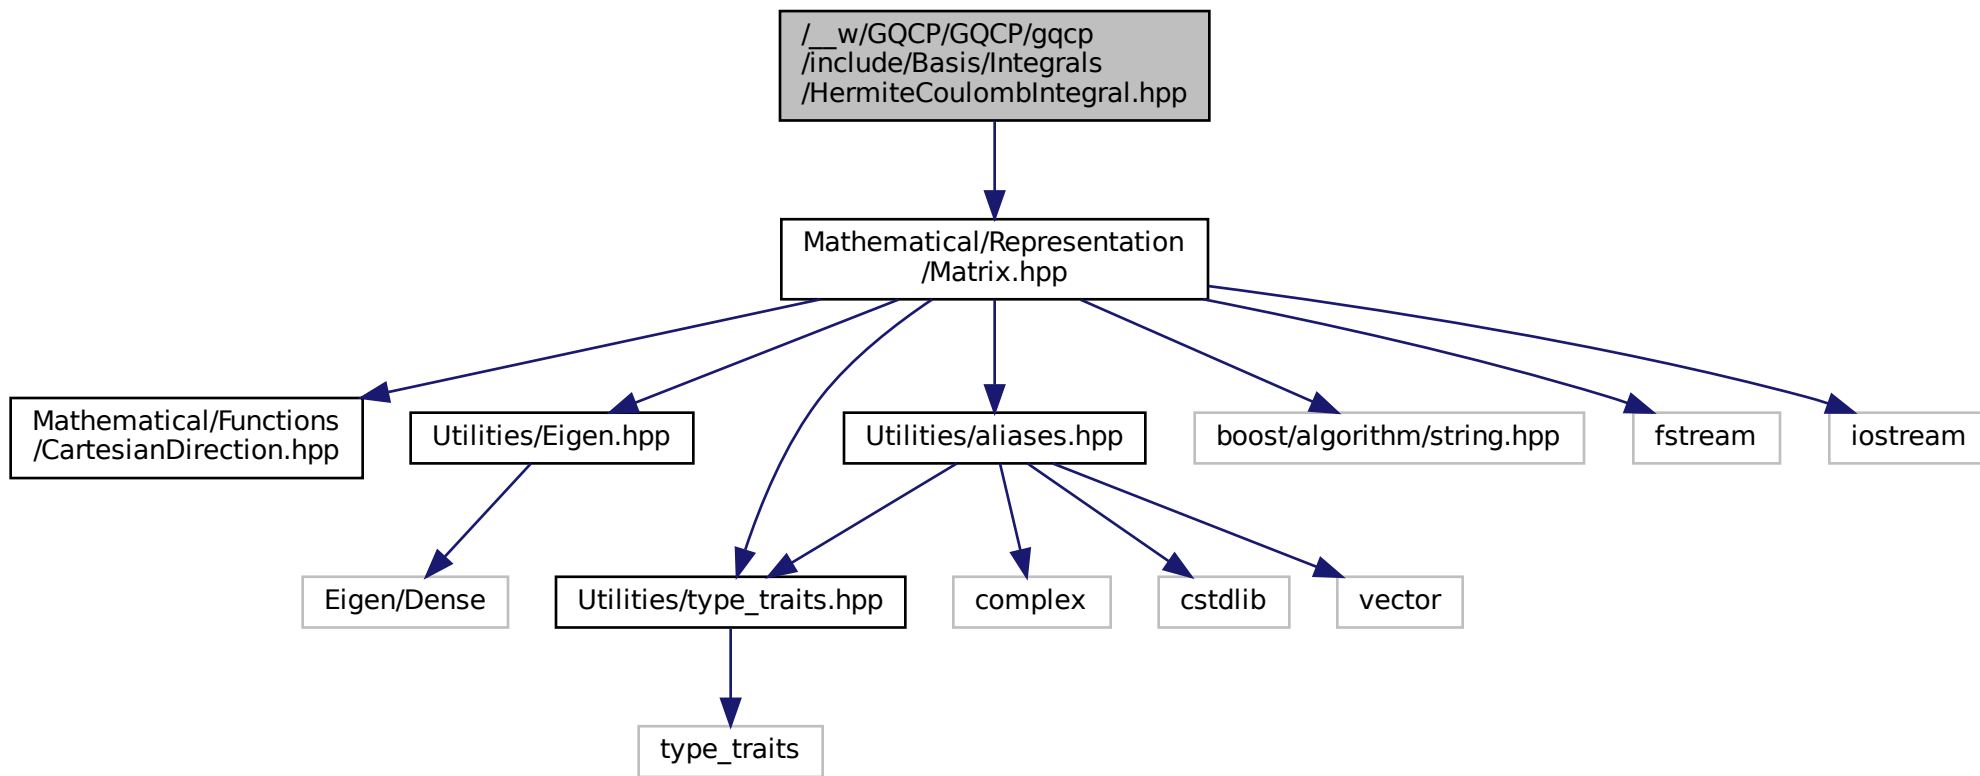 /__w/GQCP/GQCP/gqcp
/include/Basis/Integrals
/HermiteCoulombIntegral.hpp
Mathematical/Representation
/Matrix.hpp
Mathematical/Functions
/CartesianDirection.hpp
Utilities/Eigen.hpp
Utilities/aliases.hpp
boost/algorithm/string.hpp
fstream
iostream
Eigen/Dense
Utilities/type_traits.hpp
complex
cstdlib
vector
type_traits